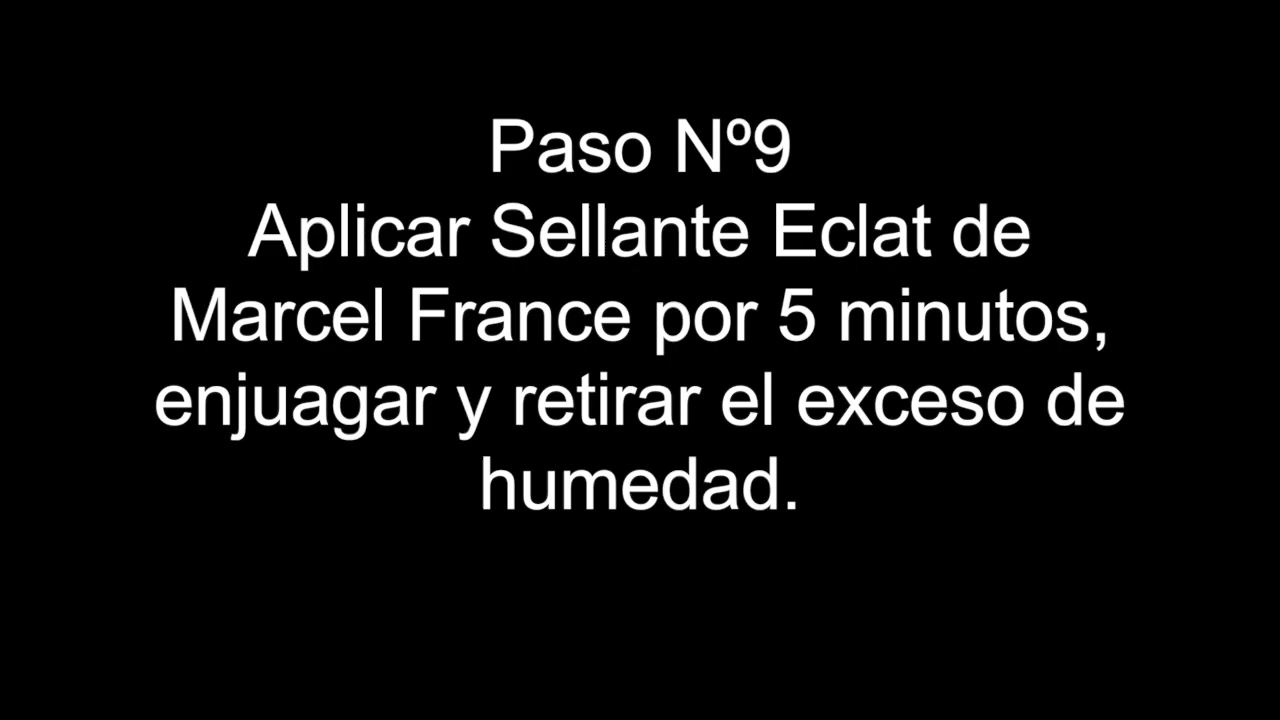 Paso Nº9
Aplicar Sellante Eclat de
Marcel France por 5 minutos,
enjuagar y retirar el exceso de
humedad.